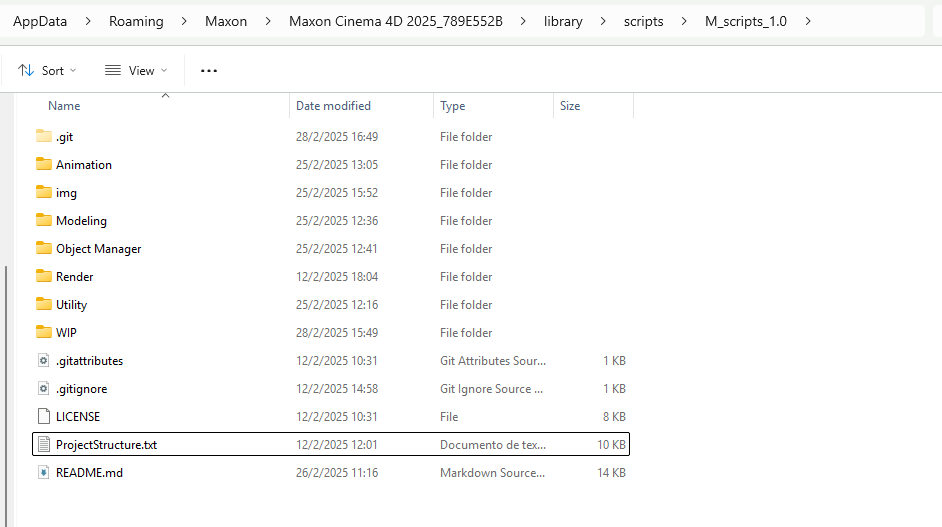 AppData > Roaming > Maxon > Maxon Cinema 4D 2025_789E552B > library > scripts > M_scripts_1.0 >
Sort View ...
Name Date modified Type Size
.git 28/2/2025 16:49 File folder
Animation 25/2/2025 13:05 File folder
img 25/2/2025 15:52 File folder
Modeling 25/2/2025 12:36 File folder
Object Manager 25/2/2025 12:41 File folder
Render 12/2/2025 18:04 File folder
Utility 25/2/2025 12:16 File folder
WIP 28/2/2025 15:49 File folder
.gitattributes 12/2/2025 10:31 Git Attributes Sour... 1 KB
.gitignore 12/2/2025 14:58 Git Ignore Source ... 1 KB
LICENSE 12/2/2025 10:31 File 8 KB
ProjectStructure.txt 12/2/2025 12:01 Documento de tex... 10 KB
README.md 26/2/2025 11:16 Markdown Source... 14 KB